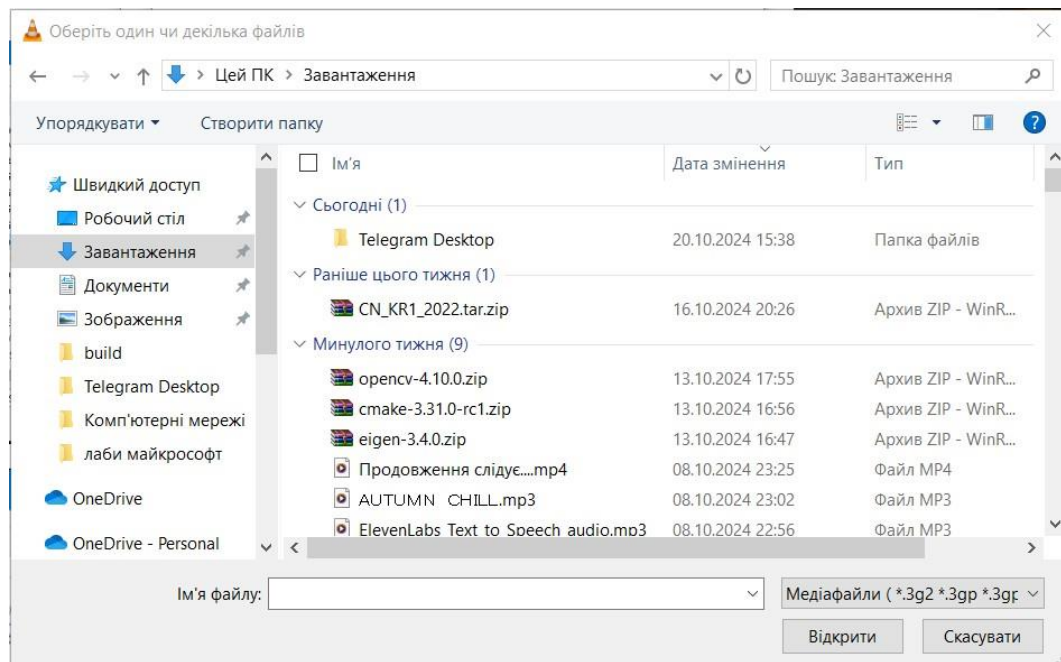 Оберіть один чи декілька файлів
Цей ПК > Завантаження
Пошук: Завантаження
Упорядкувати
Створити папку
Швидкий доступ
Робочий стіл
Завантаження
Документи
Зображення
build
Telegram Desktop
Комп'ютерні мережі
лаби майкрософт
OneDrive
OneDrive - Personal
Ім'я Дата змінення Тип
Сьогодні (1)
Telegram Desktop 20.10.2024 15:38 Папка файлів
Раніше цього тижня (1)
CN_KR1_2022.tar.zip 16.10.2024 20:26 Архив ZIP - WinR...
Минулого тижня (9)
opencv-4.10.0.zip 13.10.2024 17:55 Архив ZIP - WinR...
cmake-3.31.0-rc1.zip 13.10.2024 16:56 Архив ZIP - WinR...
eigen-3.4.0.zip 13.10.2024 16:47 Архив ZIP - WinR...
Продовження слідує....mp4 08.10.2024 23:25 Файл MP4
AUTUMN CHILL.mp3 08.10.2024 23:02 Файл MP3
ElevenLabs Text to Speech audio.mp3 08.10.2024 22:56 Файл MP3
Ім'я файлу:
Медіафайли ( *.3g2 *.3gp *.3gp
Відкрити
Скасувати